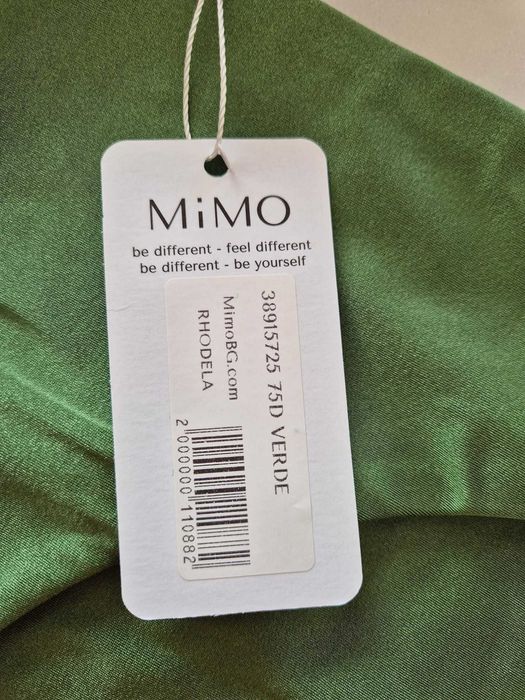 MiMO
be different - feel different
be different - be yourself
38915725 75D VERDE
MimoBG.com
RHODELA
2 000000 110882